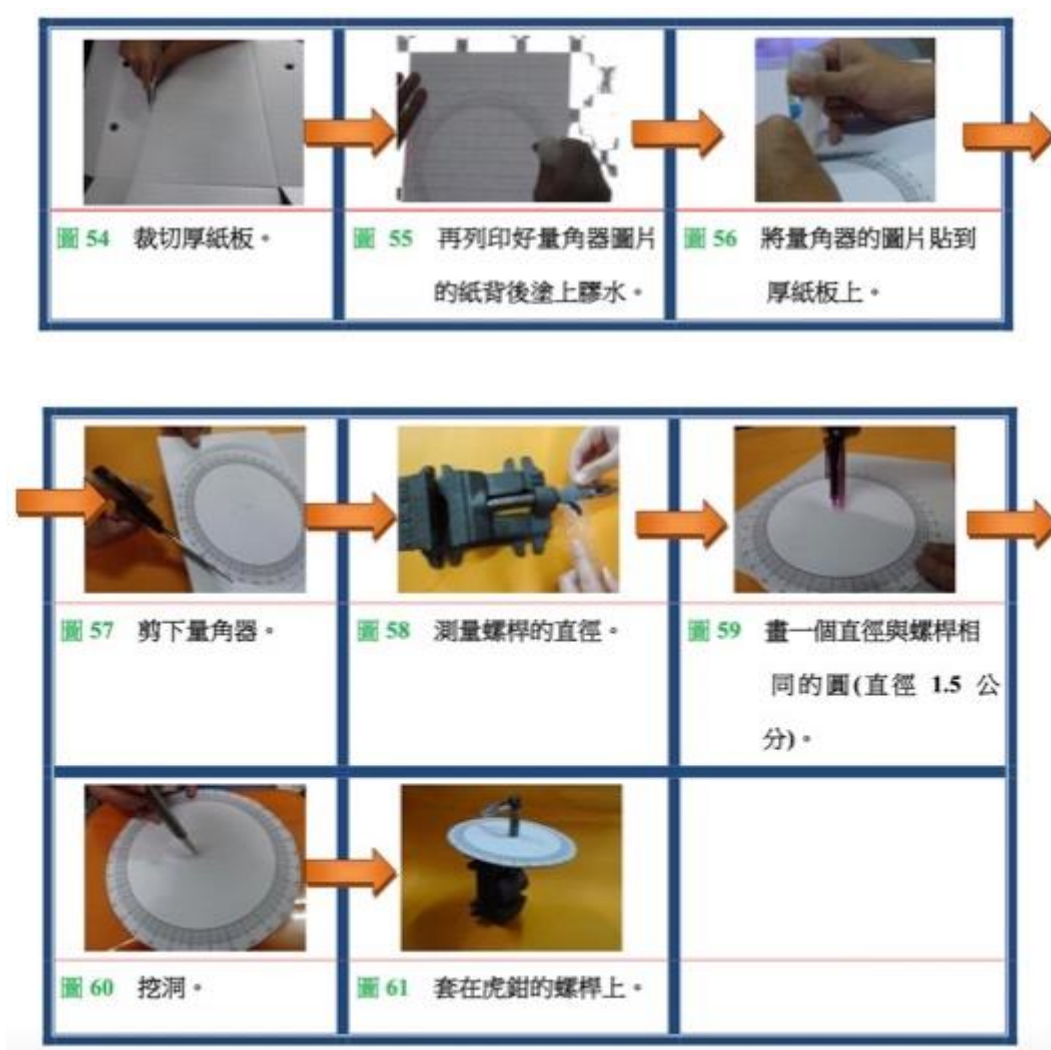 圖 54 裁切厚紙板。
圖 55 再列印好量角器圖片
的紙背後塗上膠水。
圖 56 將量角器的圖片貼到
厚紙板上。
圖 57 剪下量角器。
圖 58 測量螺桿的直徑。
圖 59 畫一個直徑與螺桿相
同的圓(直徑 1.5 公
分)。
圖 60 挖洞。
圖 61 套在虎鉗的螺桿上。